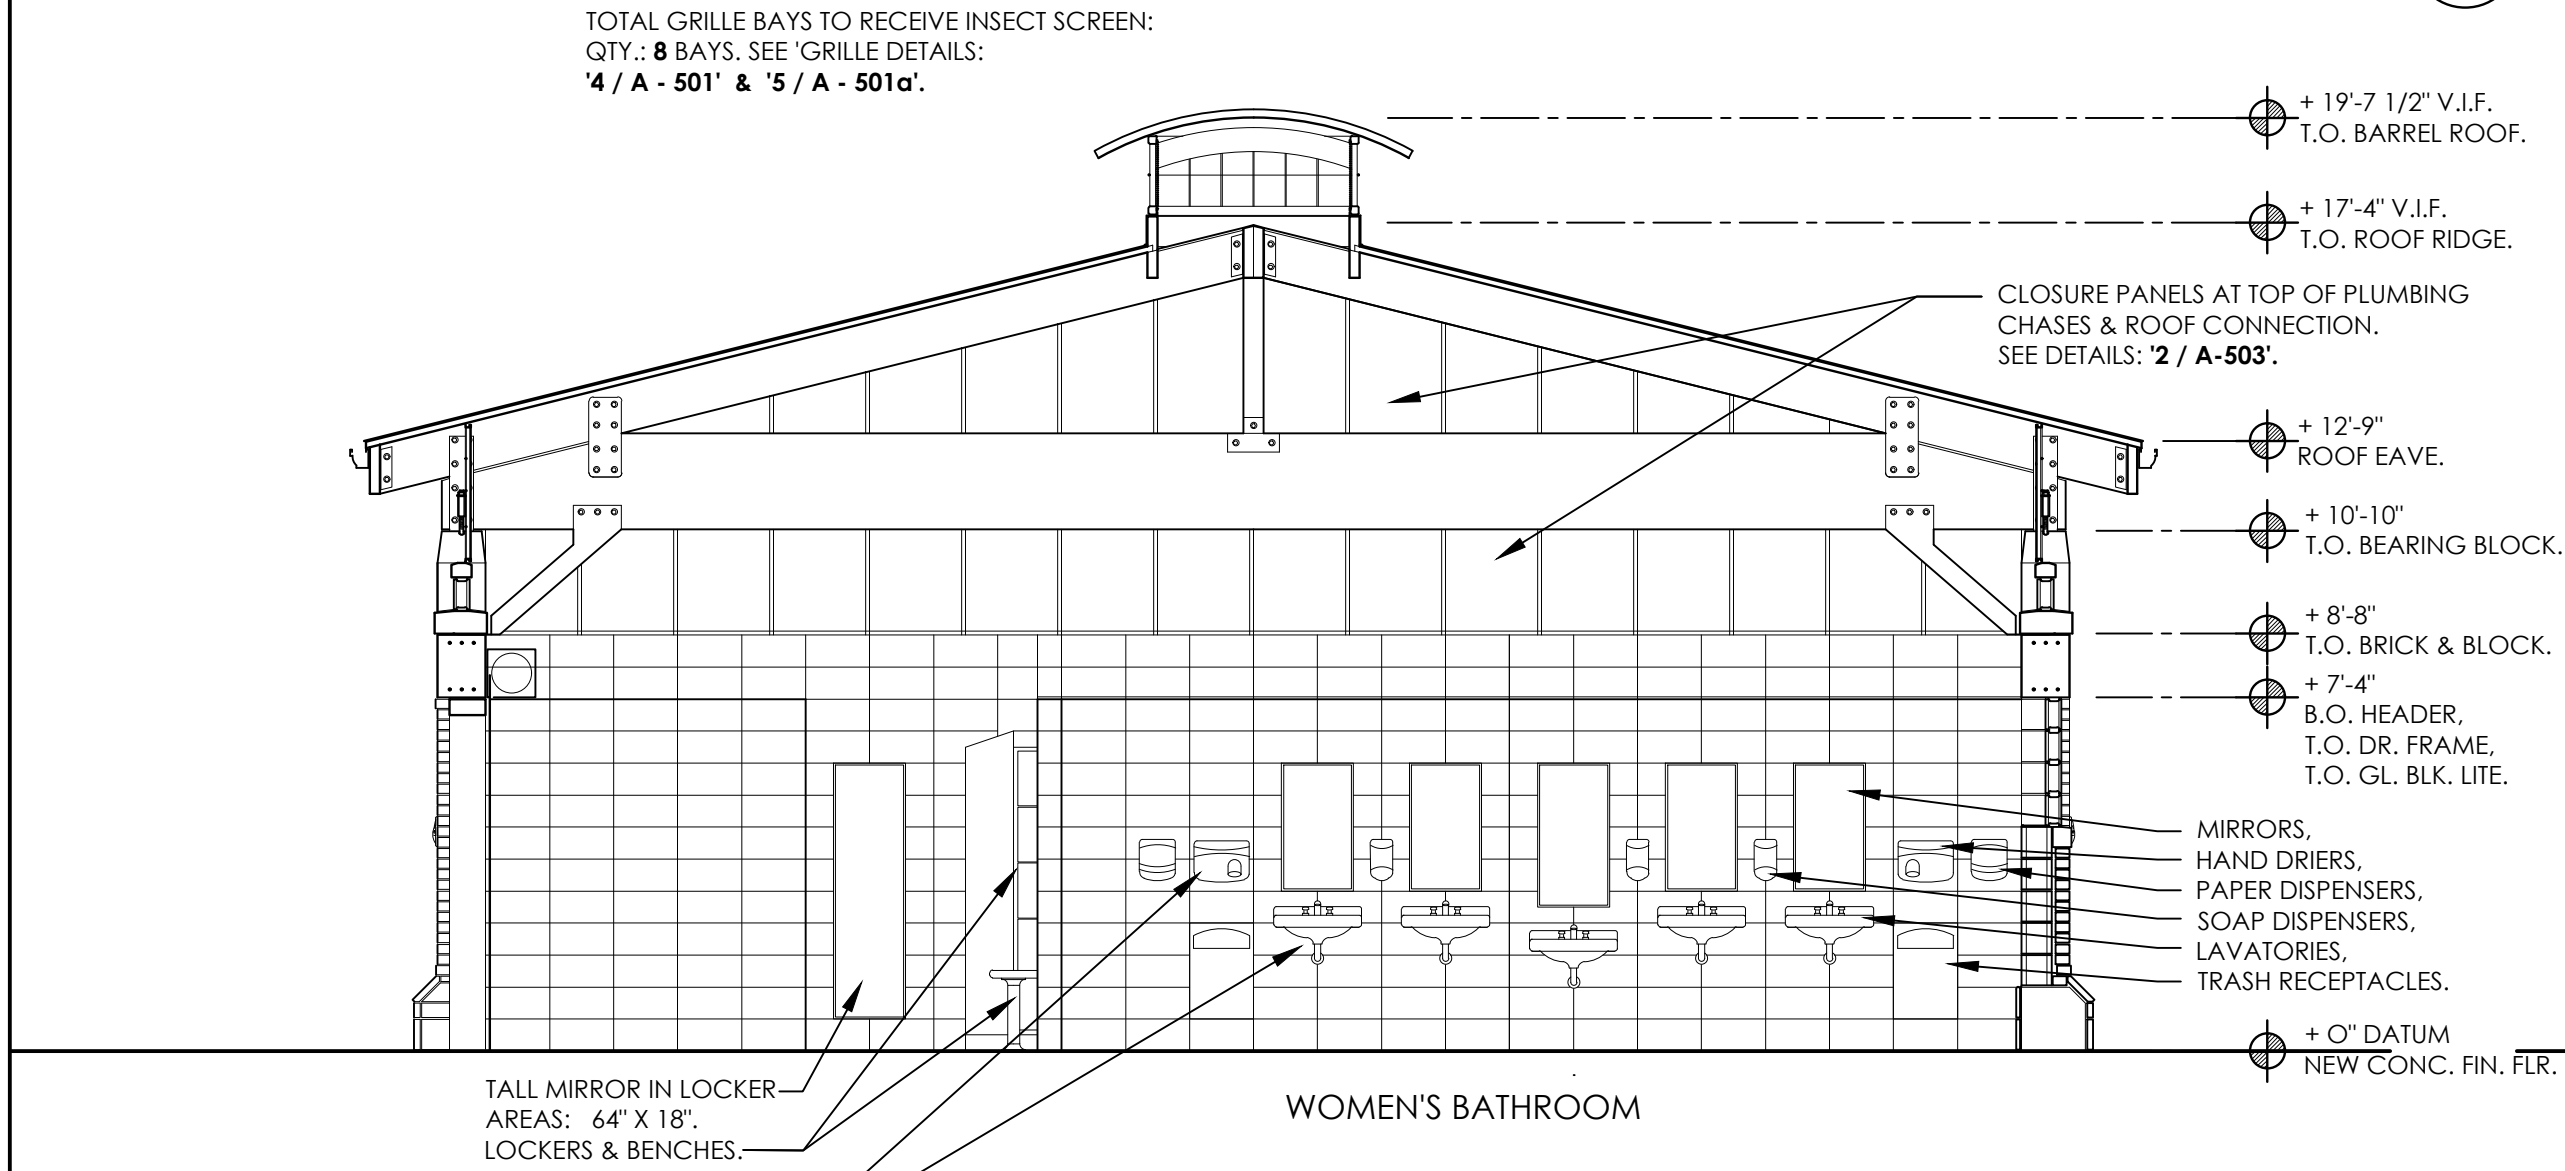 TOTAL GRILLE BAYS TO RECEIVE INSECT SCREEN:
QTY.: 8 BAYS. SEE 'GRILLE DETAILS:
'4 / A - 501' & '5 / A - 501a'.
+ 19'-7 1/2" V.I.F.
T.O. BARREL ROOF.
+ 17'-4" V.I.F.
T.O. ROOF RIDGE.
CLOSURE PANELS AT TOP OF PLUMBING
CHASES & ROOF CONNECTION.
SEE DETAILS: '2 / A-503'.
+ 12'-9"
ROOF EAVE.
+ 10'-10"
T.O. BEARING BLOCK.
+ 8'-8"
T.O. BRICK & BLOCK.
+ 7'-4"
B.O. HEADER,
T.O. DR. FRAME,
T.O. GL. BLK. LITE.
MIRRORS,
HAND DRIERS,
PAPER DISPENSERS,
SOAP DISPENSERS,
LAVATORIES,
TRASH RECEPTACLES.
+ O" DATUM
NEW CONC. FIN. FLR.
TALL MIRROR IN LOCKER
AREAS: 64" X 18".
LOCKERS & BENCHES.
WOMEN'S BATHROOM